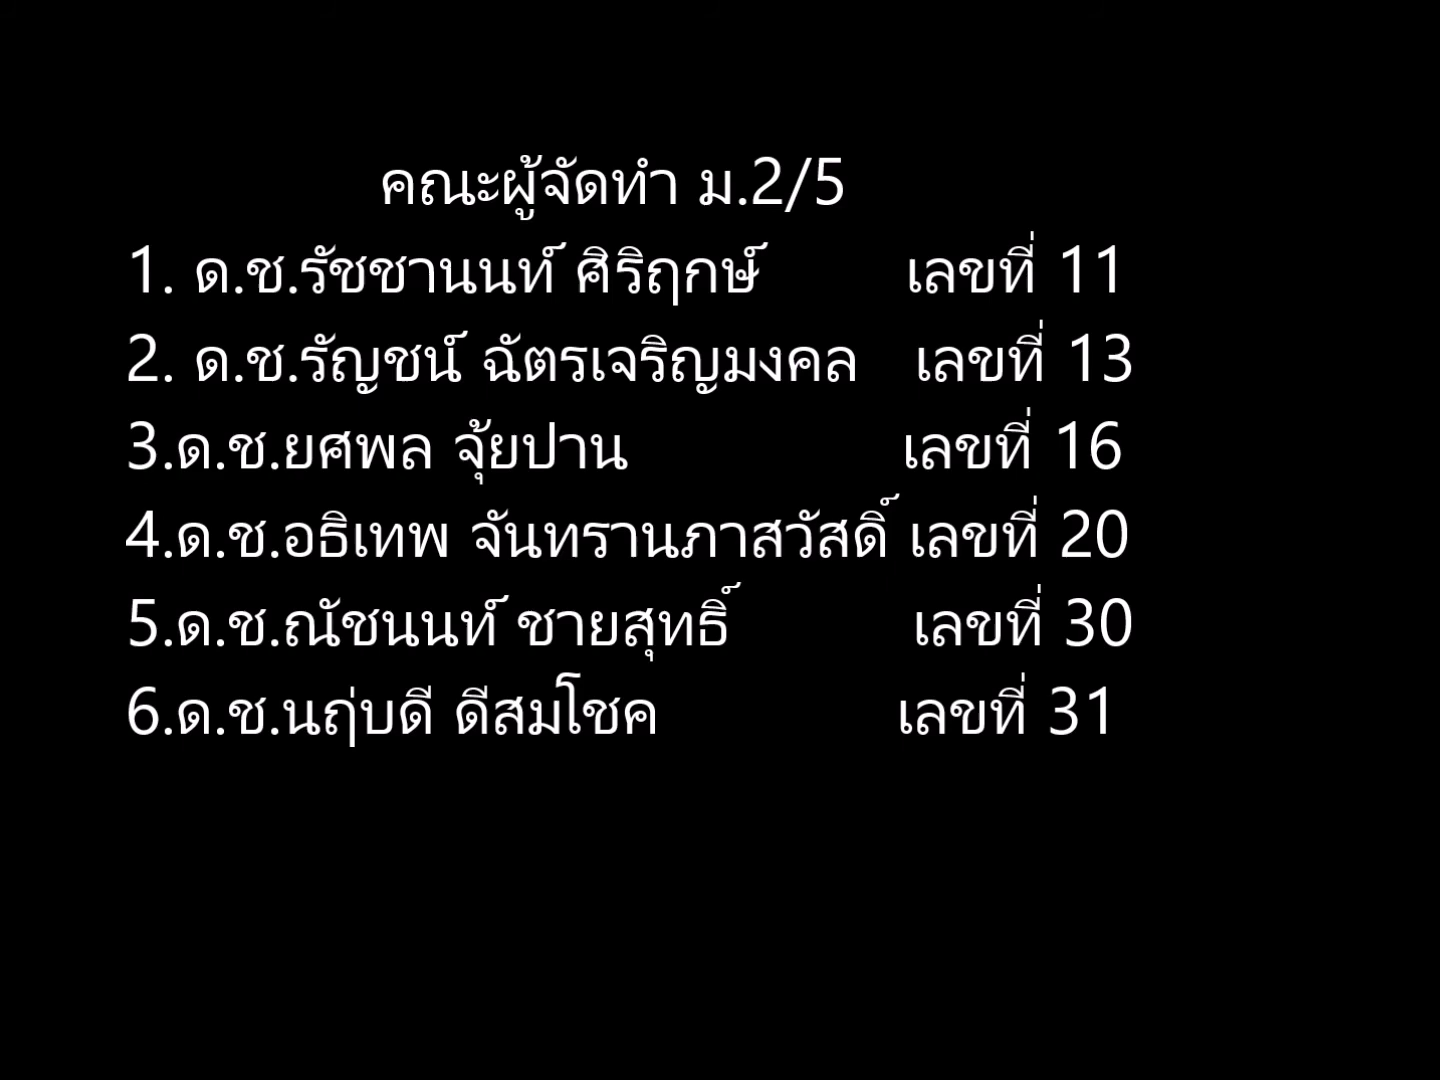 คณะผู้จัดทำ ม.2/5
1. ด.ช.รัชชานนท์ ศิริฤกษ์ เลขที่ 11
2. ด.ช.รัญชน์ ฉัตรเจริญมงคล เลขที่ 13
3.ด.ช.ยศพล จุ้ยปาน เลขที่ 16
4.ด.ช.อธิเทพ จันทรานภาสวัสดิ์ เลขที่ 20
5.ด.ช.ณัชนนท์ ชายสุทธิ์ เลขที่ 30
6.ด.ช.นฤ่บดี ดีสมโชค เลขที่ 31